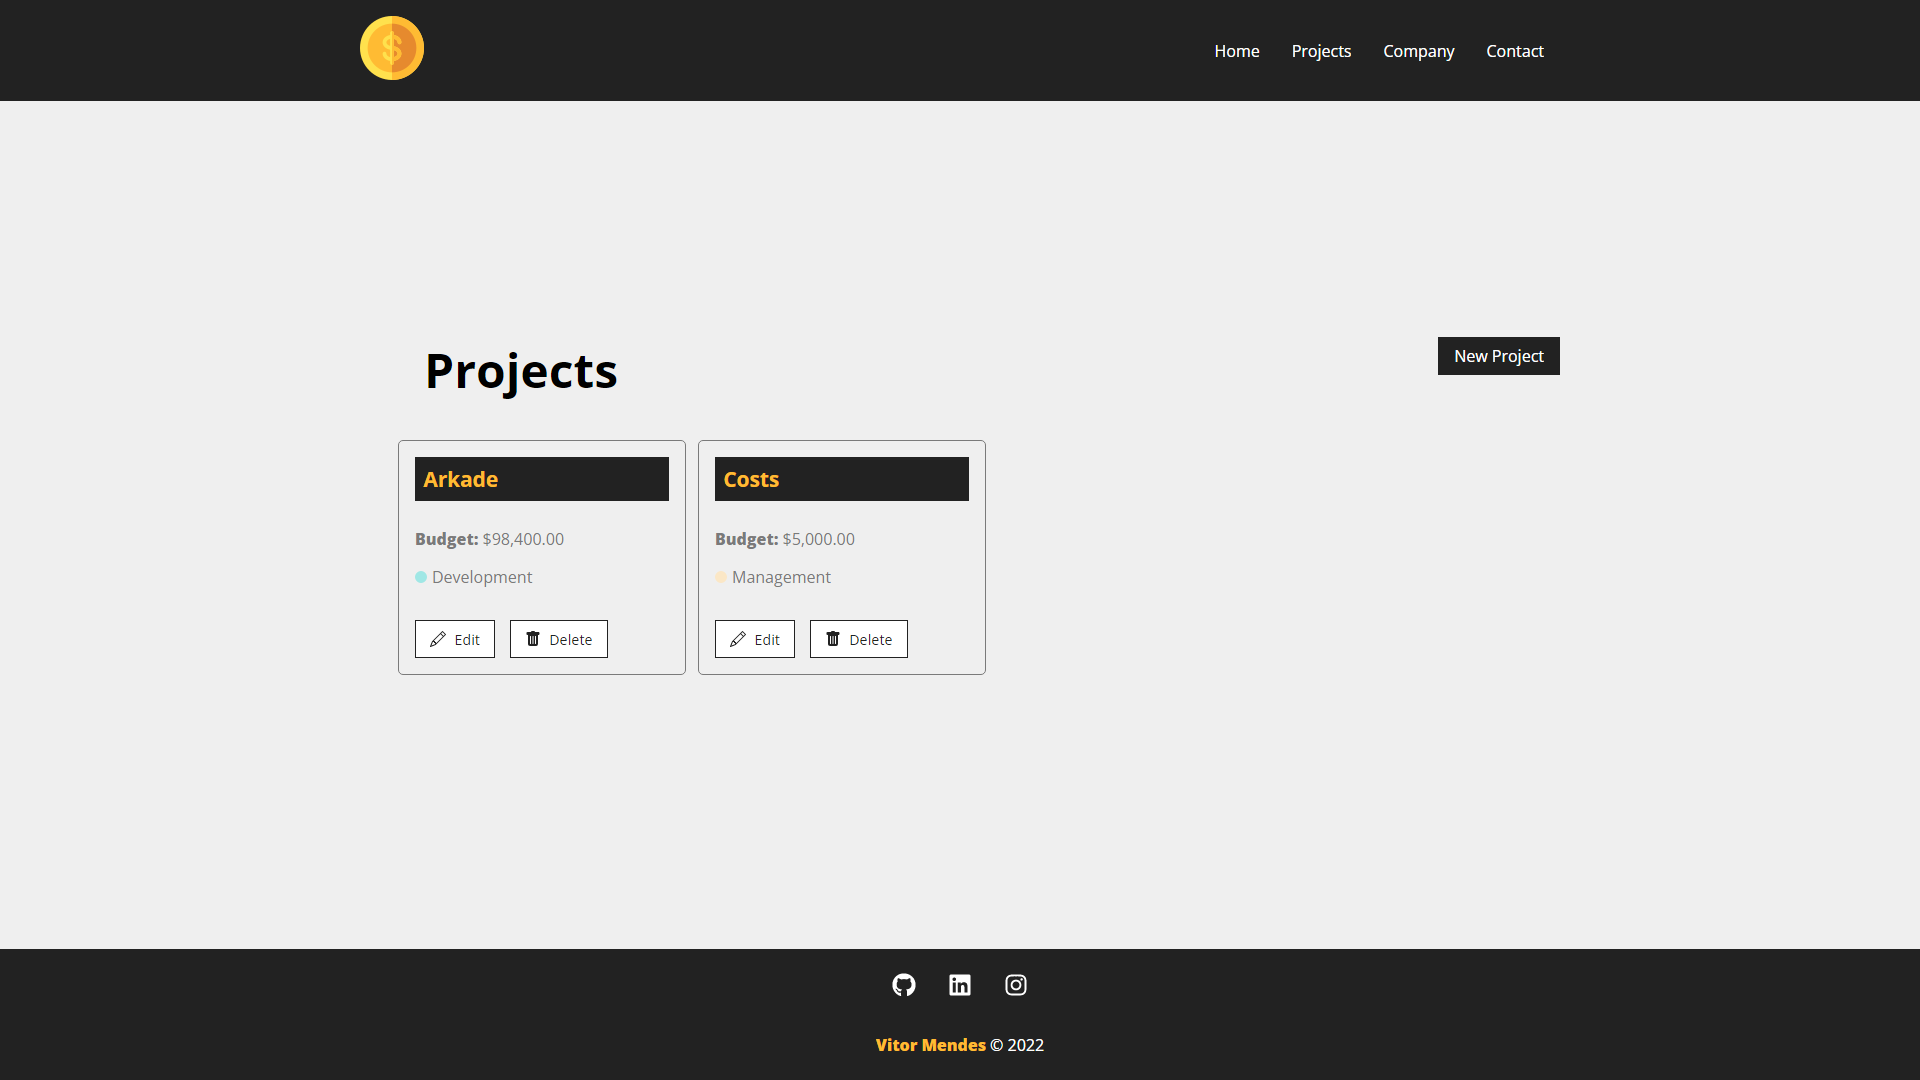 $
Home Projects Company Contact
Projects
New Project
Arkade
Budget: $98,400.00
Development
Edit Delete
Costs
Budget: $5,000.00
Management
Edit Delete
in
Vitor Mendes © 2022